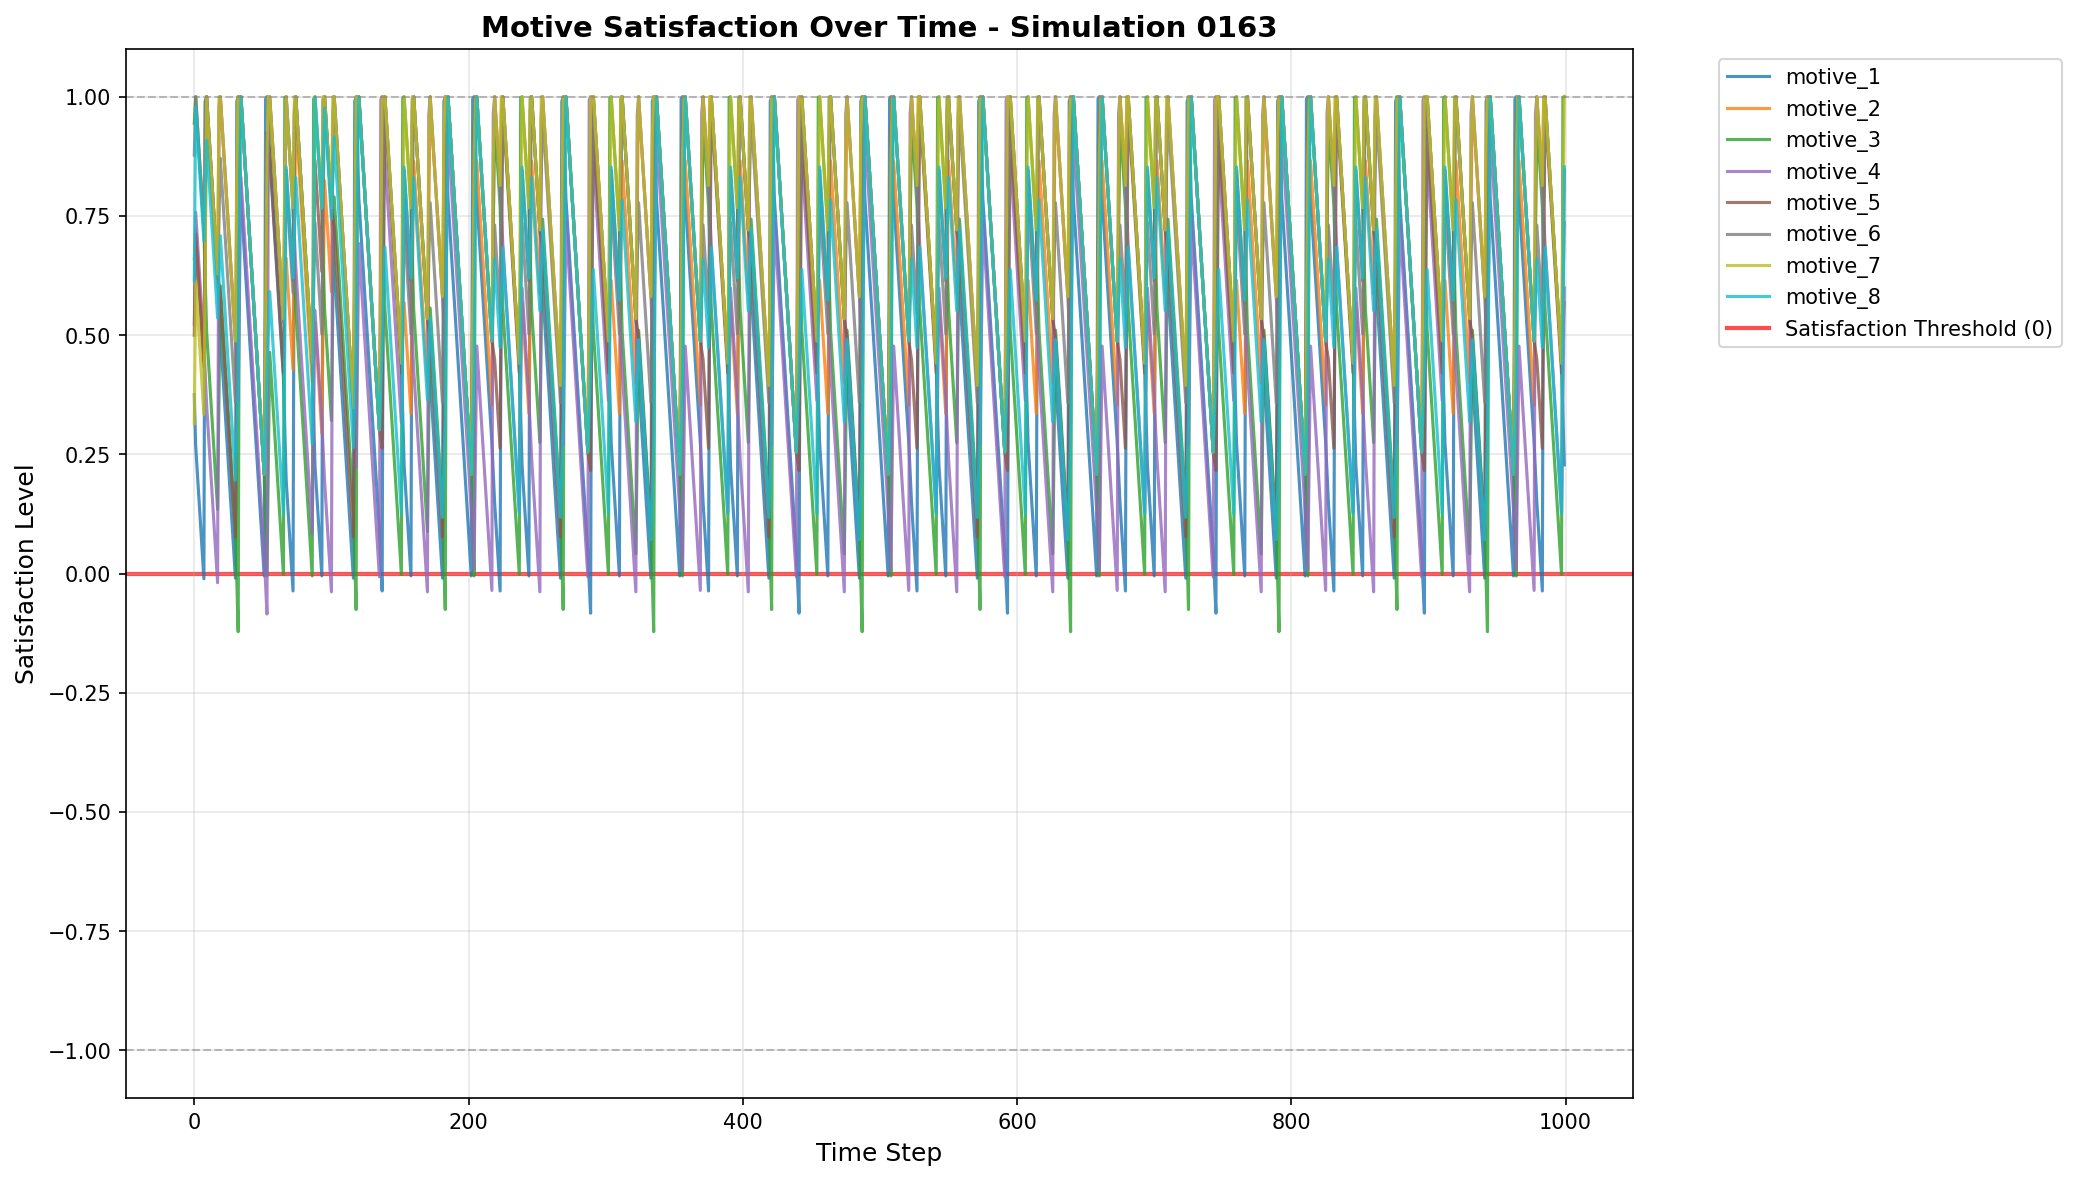 Motive Satisfaction Over Time - Simulation 0163
Satisfaction Level
1.00
0.75
0.50
0.25
0.00
−0.25
−0.50
−0.75
−1.00
0
200
400
600
800
1000
Time Step
motive_1
motive_2
motive_3
motive_4
motive_5
motive_6
motive_7
motive_8
Satisfaction Threshold (0)